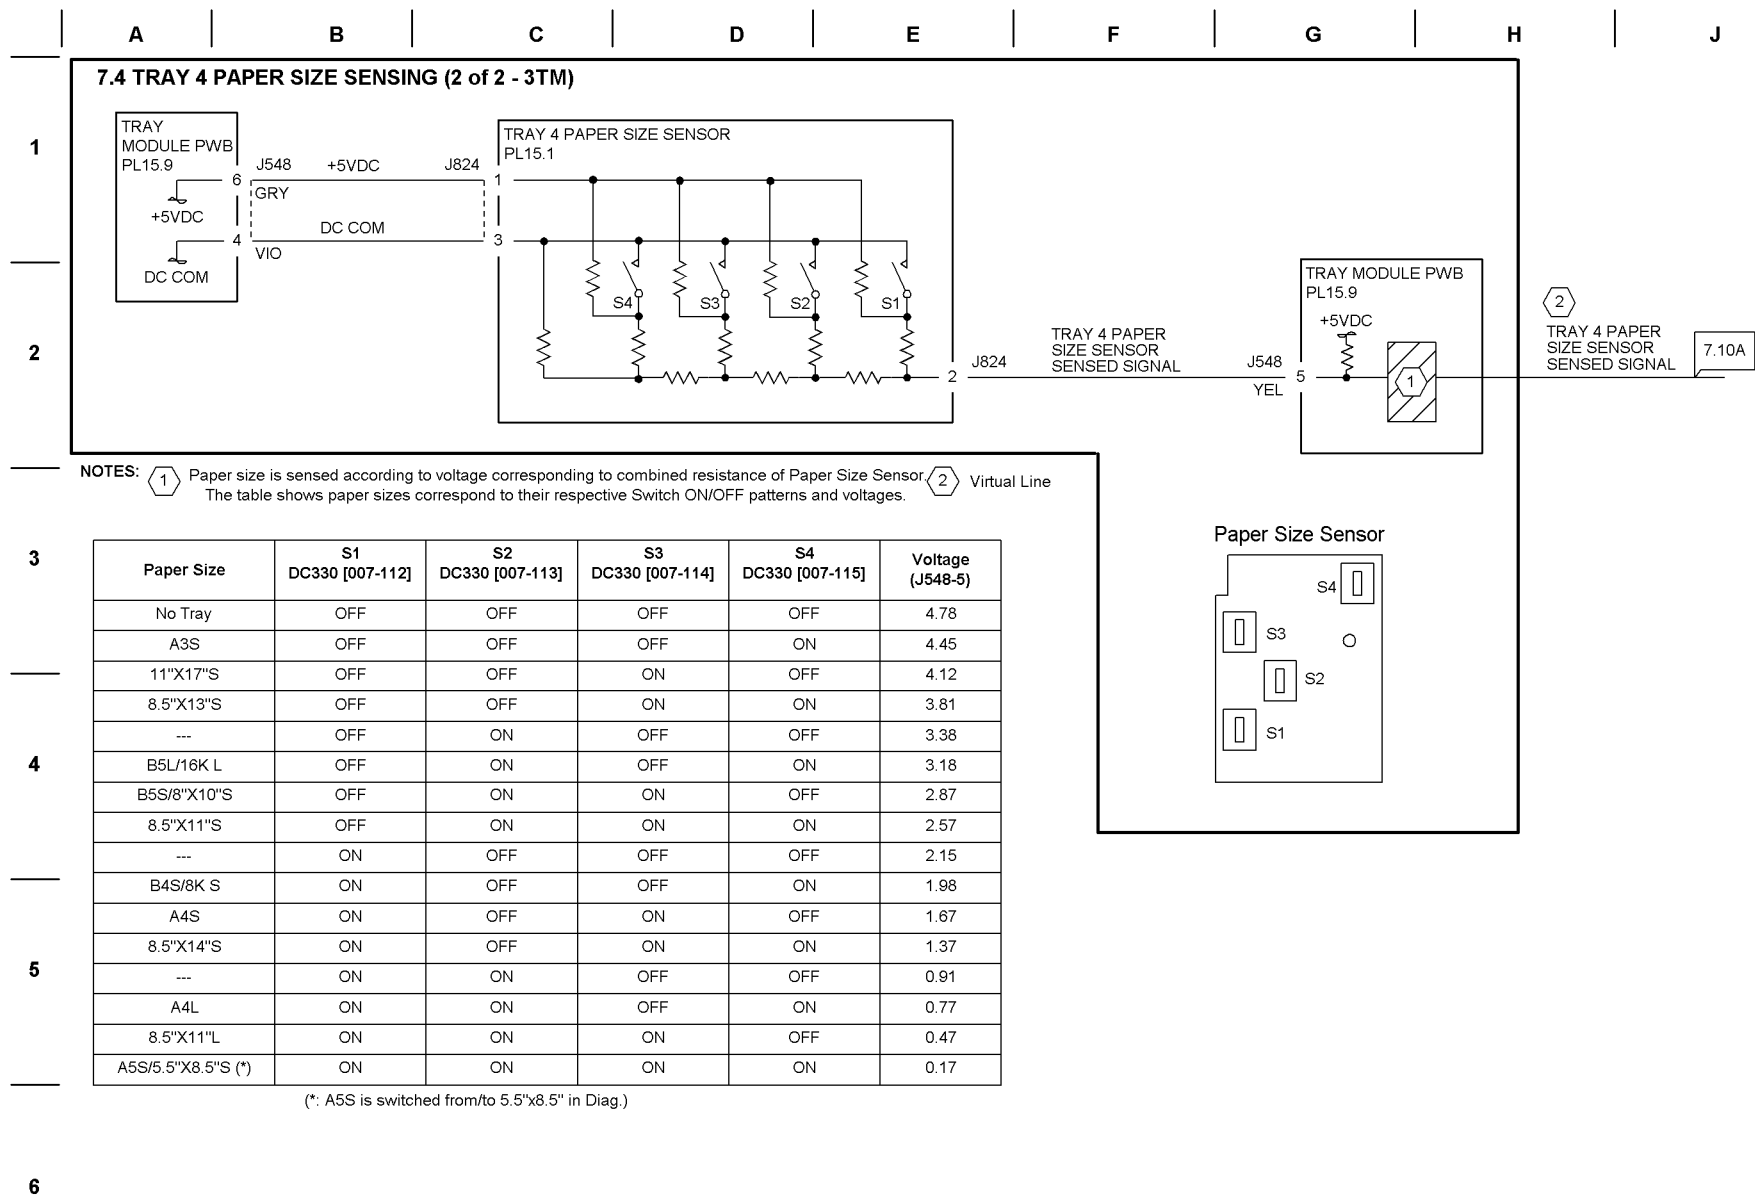 A B C D E F G H J
7.4 TRAY 4 PAPER SIZE SENSING (2 of 2 - 3TM)
1
TRAY
MODULE PWB
PL15.9
6
J548
+5VDC
J824
1
GRY
+5VDC
4
DC COM
3
VIO
DC COM
TRAY 4 PAPER SIZE SENSOR
PL15.1
S4
S3
S2
S1
2
J824
TRAY 4 PAPER
SIZE SENSOR
SENSED SIGNAL
J548
5
YEL
TRAY MODULE PWB
PL15.9
+5VDC
1
2
TRAY 4 PAPER
SIZE SENSOR
SENSED SIGNAL
7.10A
2
NOTES: 1 Paper size is sensed according to voltage corresponding to combined resistance of Paper Size Sensor. 2 Virtual Line
The table shows paper sizes correspond to their respective Switch ON/OFF patterns and voltages.
3
Paper Size S1 DC330 [007-112] S2 DC330 [007-113] S3 DC330 [007-114] S4 DC330 [007-115] Voltage (J548-5)
No Tray OFF OFF OFF OFF 4.78
A3S OFF OFF OFF ON 4.45
11"X17"S OFF OFF ON OFF 4.12
8.5"X13"S OFF OFF ON ON 3.81
--- OFF ON OFF OFF 3.38
4
B5L/16K L OFF ON OFF ON 3.18
B5S/8"X10"S OFF ON ON OFF 2.87
8.5"X11"S OFF ON ON ON 2.57
--- ON OFF OFF OFF 2.15
B4S/8K S ON OFF OFF ON 1.98
A4S ON OFF ON OFF 1.67
8.5"X14"S ON OFF ON ON 1.37
5
--- ON ON OFF OFF 0.91
A4L ON ON OFF ON 0.77
8.5"X11"L ON ON ON OFF 0.47
A5S/5.5"X8.5"S (*) ON ON ON ON 0.17
(*: A5S is switched from/to 5.5"x8.5" in Diag.)
Paper Size Sensor
S4
S3
S2
S1
6